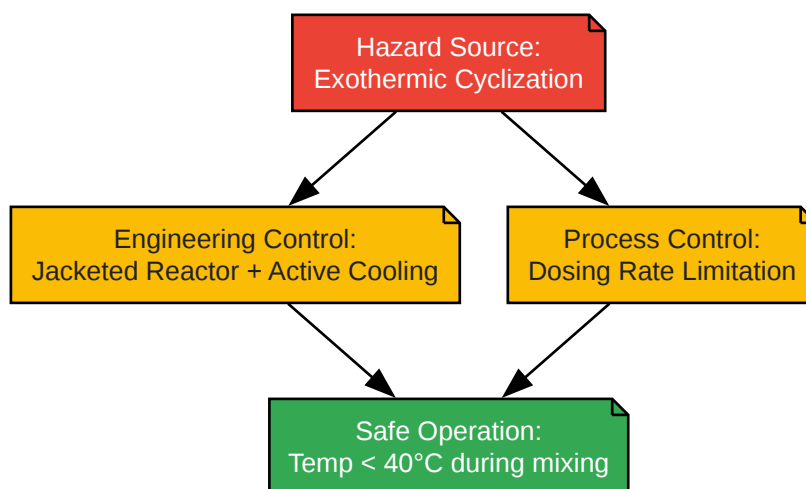 Hazard Source:
Exothermic Cyclization
Engineering Control:
Jacketed Reactor + Active Cooling
Process Control:
Dosing Rate Limitation
Safe Operation:
Temp < 40°C during mixing